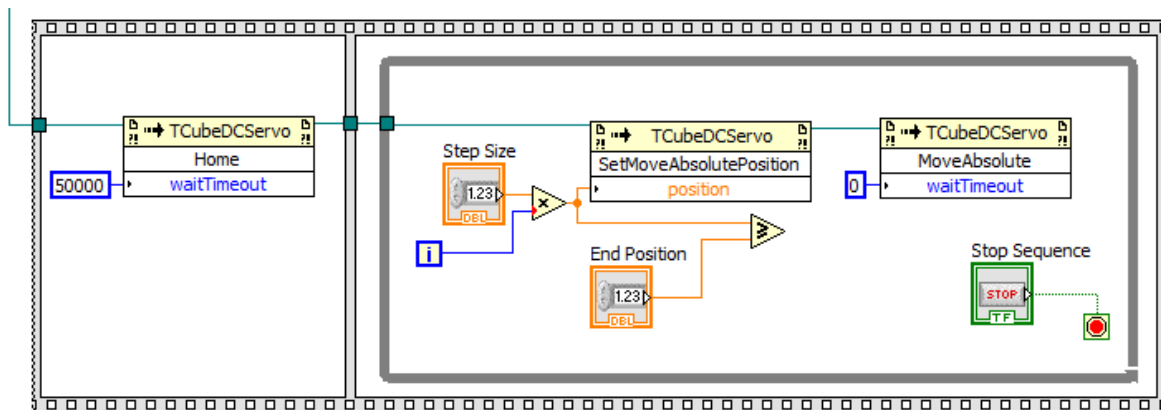 TCubeDCServo
Home
50000
waitTimeout
Step Size
1.23
DBL
×
i
TCubeDCServo
SetMoveAbsolutePosition
position
≥
End Position
1.23
DBL
TCubeDCServo
MoveAbsolute
0
waitTimeout
Stop Sequence
STOP
TF